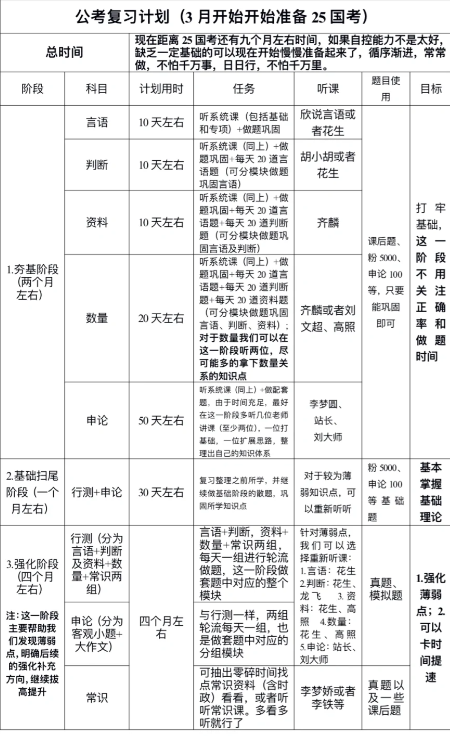 公考复习计划（3 月开始开始准备 25 国考）
总时间
现在距离 25 国考还有九个月左右时间，如果自控能力不是太好，
缺乏一定基础的可以现在开始慢慢准备起来了，循序渐进，常常
做，不怕千万事，日日行，不怕千万里。
阶段
科目
计划用时
任务
听课
题目使
用
目标
1.夯基阶段
（两个月
左右）
言语
10 天左右
听系统课（包括基础
和专项）+做题巩固
欣说言语或
者花生
判断
10 天左右
听系统课（同上）+做
题巩固+每天 20 道言
语题（可分模块做题
巩固言语）
胡小胡或者
花生
资料
10 天左右
听系统课（同上）+做
题巩固+每天 20 道言
语题+每天 20 道判断
题（可分模块做题巩
固言语及判断）
齐麟
数量
20 天左右
听系统课（同上）+做
题巩固+每天 20 道言
语题+每天 20 道判断
题+每天 20 道资料题
（可分模块做题巩固
言语、判断、资料）；
对于数量我们可以在
这一阶段听两位，尽
可能多的拿下数量关
系的知识点
齐麟或者刘
文超、高照
申论
50 天左右
听系统课（同上）+做配套
题，由于时间充足，最好
在这一阶段多听几位老师
讲课（至少两位），一位打
基础，一位扩展思路，整
理出自己的知识体系
李梦圆、
站长、
刘大师
课后题、
粉 5000、
申论 100
等，只要
能巩固
即可
打牢
基础，
这一
阶段
不用
关注
正确
率和
做题
时间
2.基础扫尾
阶段（一个
月左右）
行测+申论
30 天左右
复习整理之前所学，并继
续做基础阶段的散题，巩
固所学知识点
对于较为薄
弱知识点，可
以重新听听
粉 5000、
申论 100
等基础
题
基本
掌握
基础
理论
3.强化阶段
（四个月左
右）
注：这一阶段
主要帮助我
们发现薄弱
点，明确后续
的强化补充
方向，继续拔
高提升
行测（分为
言语+判断
及资料+数
量+常识两
组）
四个月左
右
言语+判断，资料+
数量+常识两组，
每天一组进行轮流
做题，这一阶段做
套题中对应的整个
模块
针对薄弱点，
我们可以选
择重新听课：
1.言语：花生
2.判断：花生、
龙飞 3.资
料：花生、高
照 4.数量：
花生、高照
5.申论：站长、
刘大师
真题、
模拟题
1.强化
薄弱
点；2.
可以
卡时
间提
速
申论（分为
客观小题+
大作文）
与行测一样，两组
轮流每天一组，也
是做套题中对应的
分组模块
常识
可抽出零碎时间找
点常识资料（含时
政）看看，或者听
听常识课。多看多
听就行了
李梦娇或者
李铁等
真题以
及一些
课后题